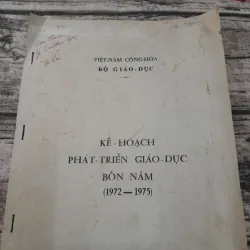 VIỆT-NAM CỘNG-HÒA
BỘ GIÁO-DỤC
KẾ-HOẠCH
PHÁT-TRIỂN GIÁO-DỤC
BỐN NĂM
(1972 — 1975)